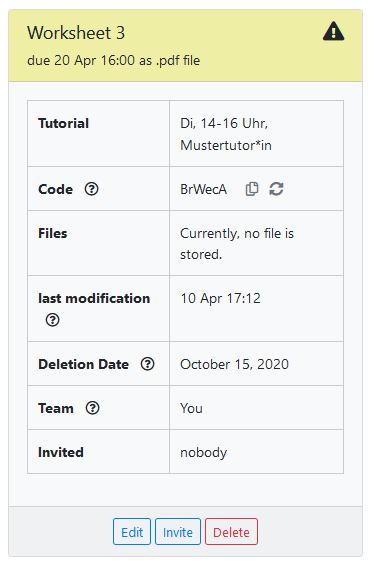 Worksheet 3
due 20 Apr 16:00 as .pdf file
Tutorial
Di, 14-16 Uhr,
Mustertutor*in
Code
BrWecA
Files
Currently, no file is
stored.
last modification
10 Apr 17:12
Deletion Date
October 15, 2020
Team
You
Invited
nobody
Edit
Invite
Delete